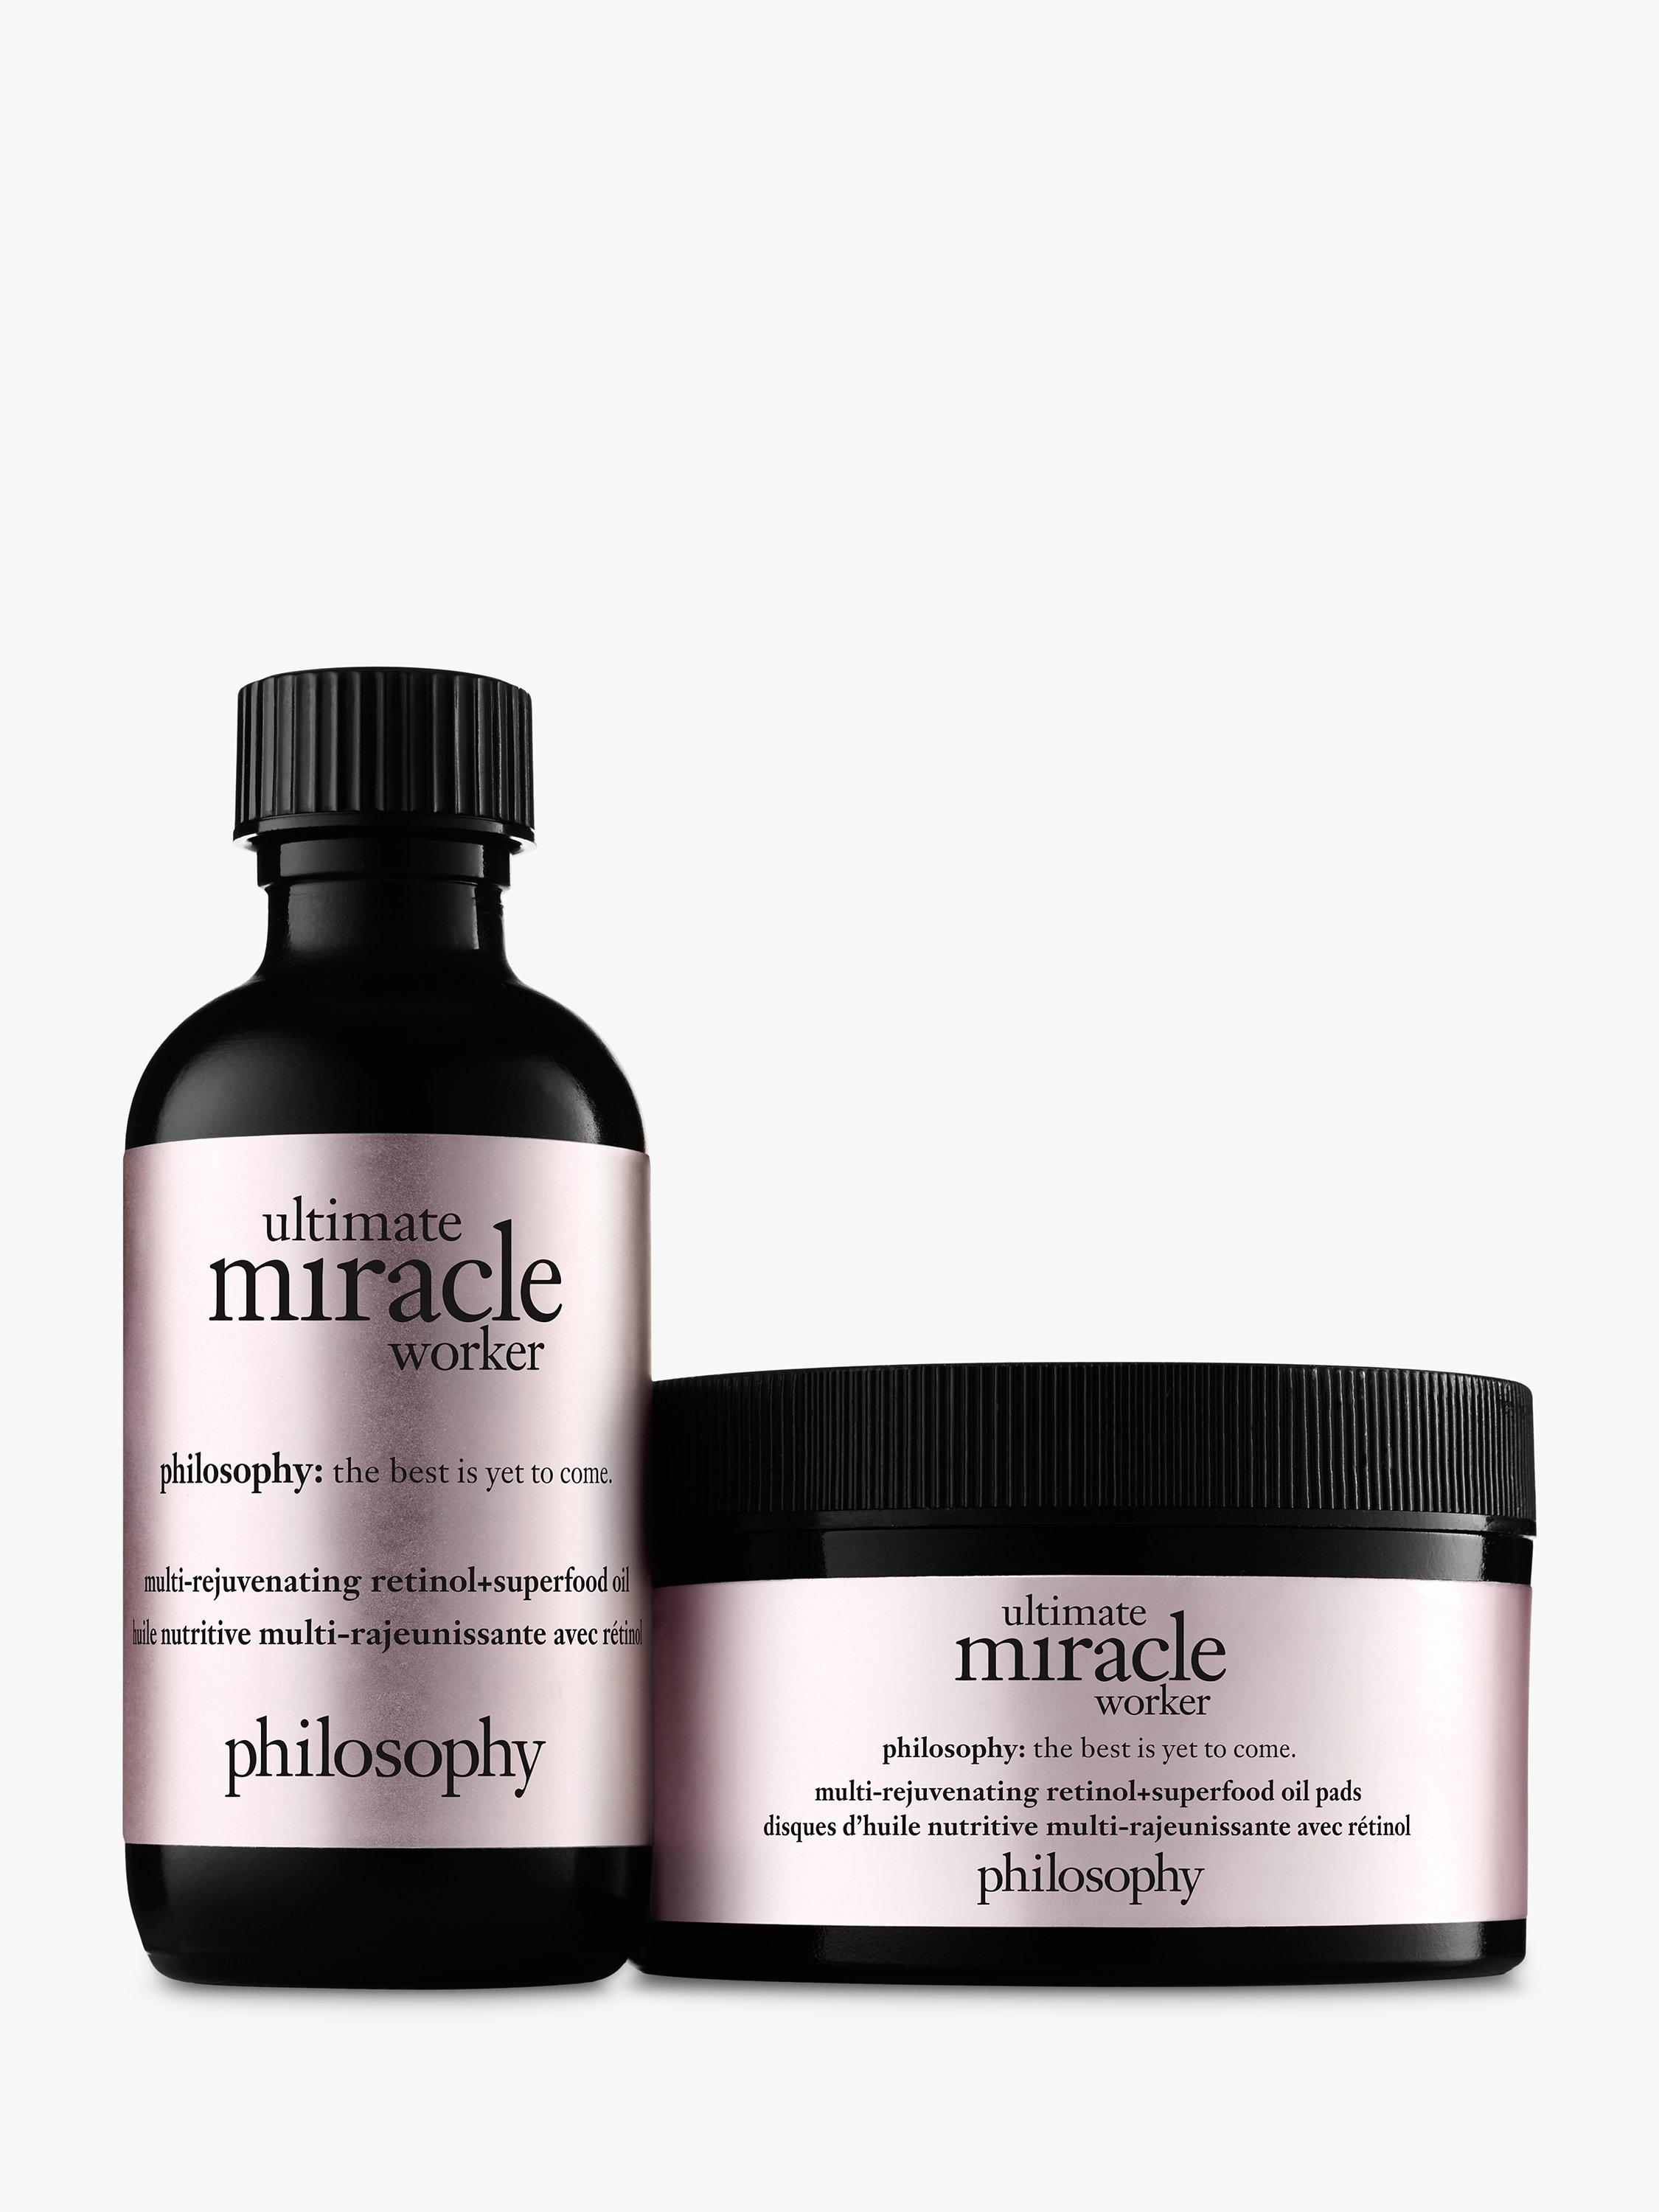 ultimate
miracle
worker
philosophy: the best is yet to come.
multi-rejuvenating retinol+superfood oil
huile nutritive multi-rajeunissante avec rétinol
philosophy
ultimate
miracle
worker
philosophy: the best is yet to come.
multi-rejuvenating retinol+superfood oil pads
disques d’huile nutritive multi-rajeunissante avec rétinol
philosophy